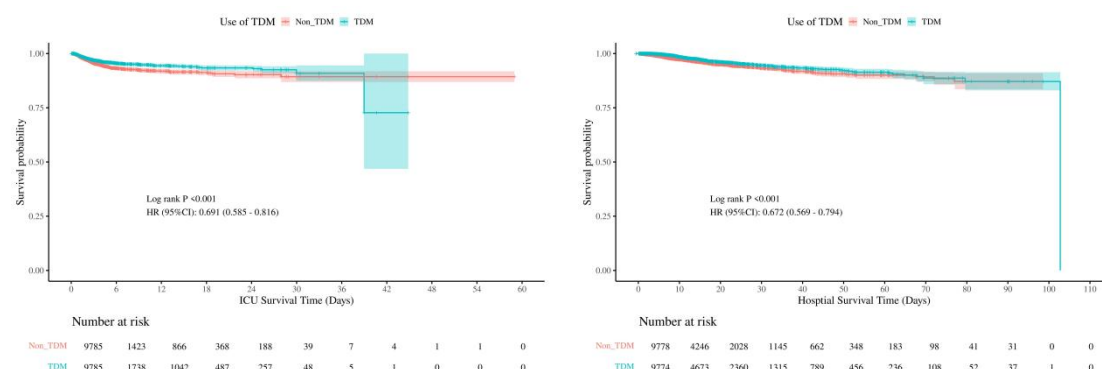 Use of TDM Non_TDM TDM
1.00
0.75
0.50
0.25
0.00
Survival probability
Log rank P <0.001
HR (95%CI): 0.691 (0.585 - 0.816)
0 6 12 18 24 30 36 42 48 54 60
ICU Survival Time (Days)
Number at risk
Non_TDM 9785 1423 866 368 188 39 7 4 1 1 0
TDM 9785 1738 1042 487 257 48 5 1 0 0 0
Use of TDM Non_TDM TDM
1.00
0.75
0.50
0.25
0.00
Survival probability
Log rank P <0.001
HR (95%CI): 0.672 (0.569 - 0.794)
0 10 20 30 40 50 60 70 80 90 100 110
Hosptial Survival Time (Days)
Number at risk
Non_TDM 9778 4246 2028 1145 662 348 183 98 41 31 0 0
TDM 9774 4673 2360 1315 789 456 236 108 52 37 1 0